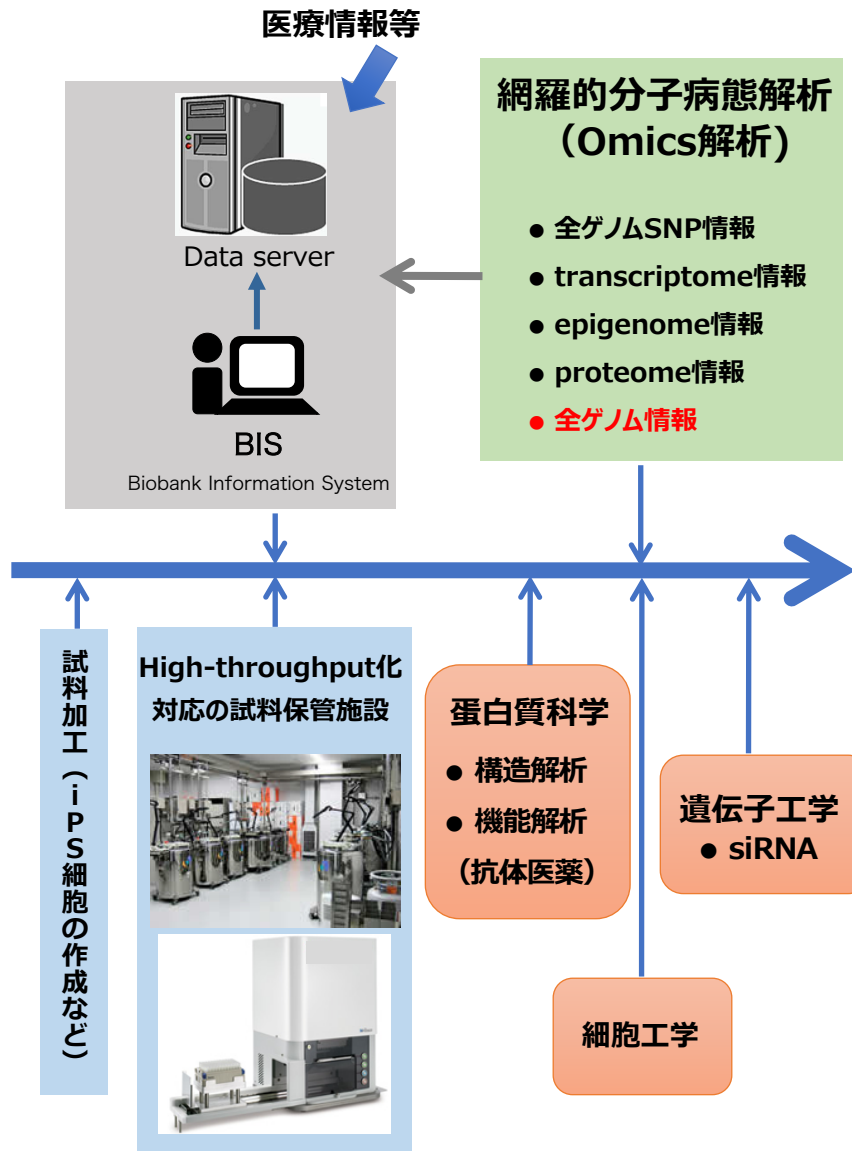 医療情報等
Data server
BIS
Biobank Information System
網羅的分子病態解析
（Omics解析)
● 全ゲノムSNP情報
● transcriptome情報
● epigenome情報
● proteome情報
● 全ゲノム情報
試料加工（iPS細胞の作成など）
High-throughput化
対応の試料保管施設
蛋白質科学
● 構造解析
● 機能解析
（抗体医薬）
遺伝子工学
● siRNA
細胞工学